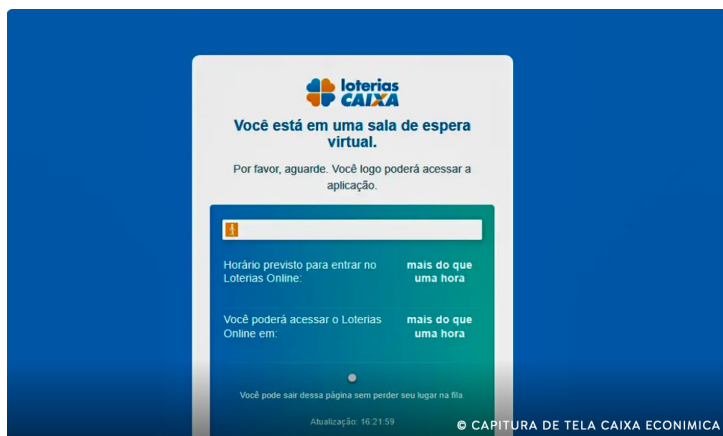 loterias
CAIXA
Você está em uma sala de espera
virtual.
Por favor, aguarde. Você logo poderá acessar a
aplicação.
Horário previsto para entrar no
Loterias Online:
mais do que
uma hora
Você poderá acessar o Loterias
Online em:
mais do que
uma hora
Você pode sair dessa página sem perder seu lugar na fila
Atualização: 16:21:59
© CAPITURA DE TELA CAIXA ECONIMICA